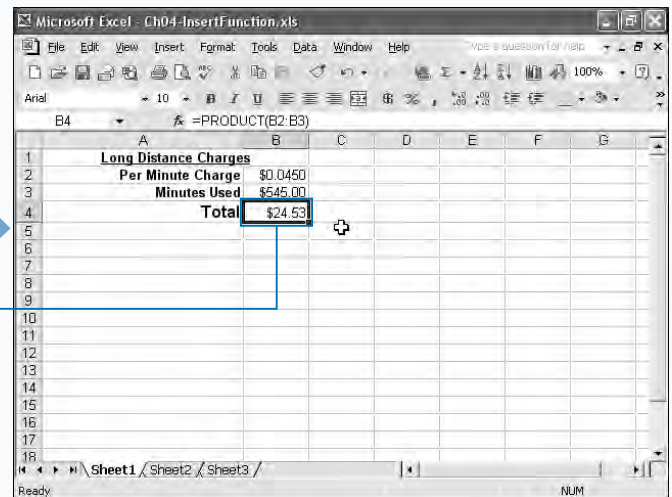 Microsoft Excel - Ch04-InsertFunction.xls
File Edit View Insert Format Tools Data Window Help Type a question for help
100%
Arial 10 B I U $ % ,
B4 fx =PRODUCT(B2:B3)
A B C D E F G
1 Long Distance Charges
2 Per Minute Charge $0.0450
3 Minutes Used $545.00
4 Total $24.53
5
6
7
8
9
10
11
12
13
14
15
16
17
18
Sheet1 Sheet2 Sheet3
Ready NUM